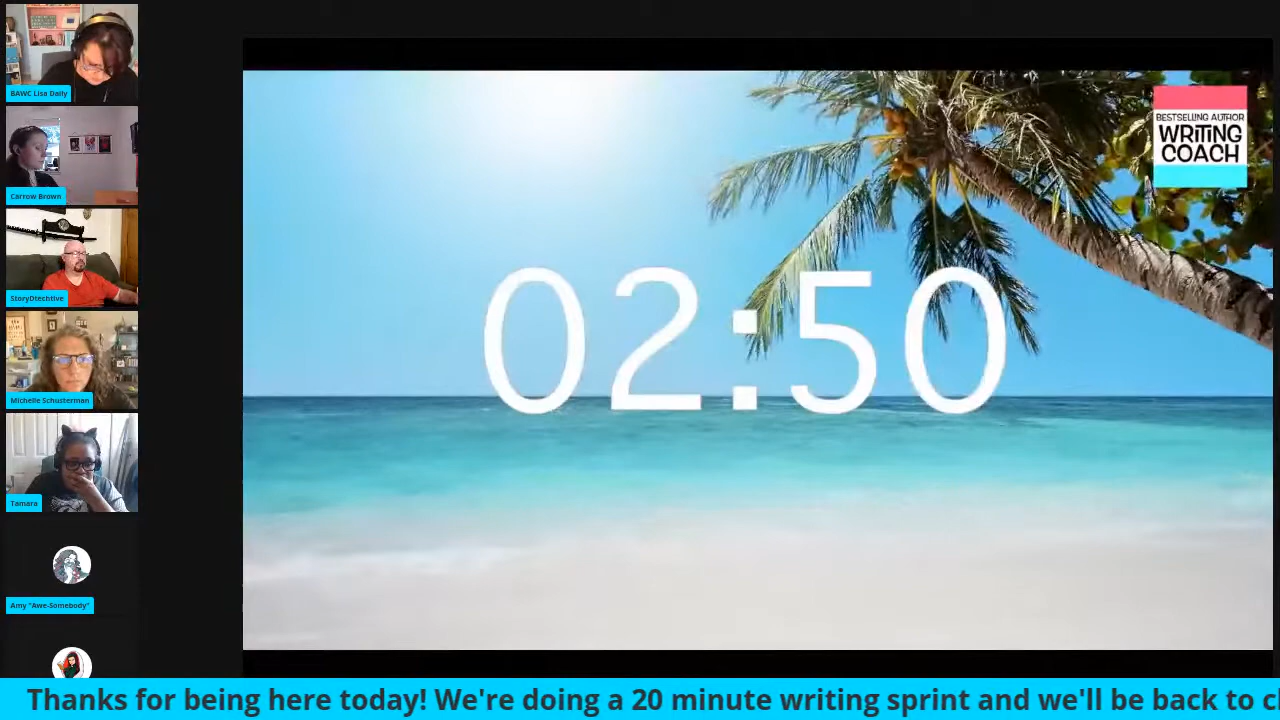 BAWC Lisa Daily
Carrow Brown
StoryDtechtive
Michelle Schusterman
Tamara
Amy "Awe-Somebody"
BESTSELLING AUTHOR
WRITING
COACH
02:50
Thanks for being here today! We're doing a 20 minute writing sprint and we'll be back to c